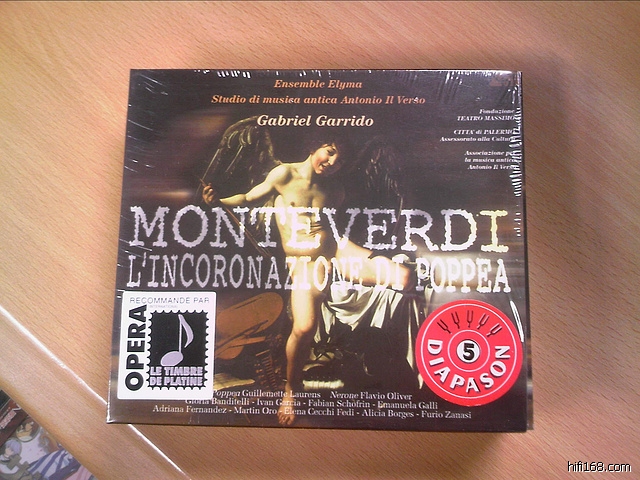 Ensemble Elyma
Studio di musica antica Antonio Il Verso
Gabriel Garrido
Fondazione
TEATRO MASSIMO
CITTA' di PALERMO
Assessorato alla Cultura
Associazione per
la musica antica
Antonio Il Verso
MONTEVERDI
L'INCORONAZIONE DI POPPEA
RECOMMANDÉ PAR
OPERA
INTERNATIONAL
LE TIMBRE
DE PLATINE
5
DIAPASON
Poppea Guillemette Laurens Nerone Flavio Oliver
Gloria Banditelli - Ivan Garcia - Fabian Schofrin - Emanuela Galli
Adriana Fernandez - Martin Oro - Elena Cecchi Fedi - Alicia Borges - Furio Zanasi
hifi168.com